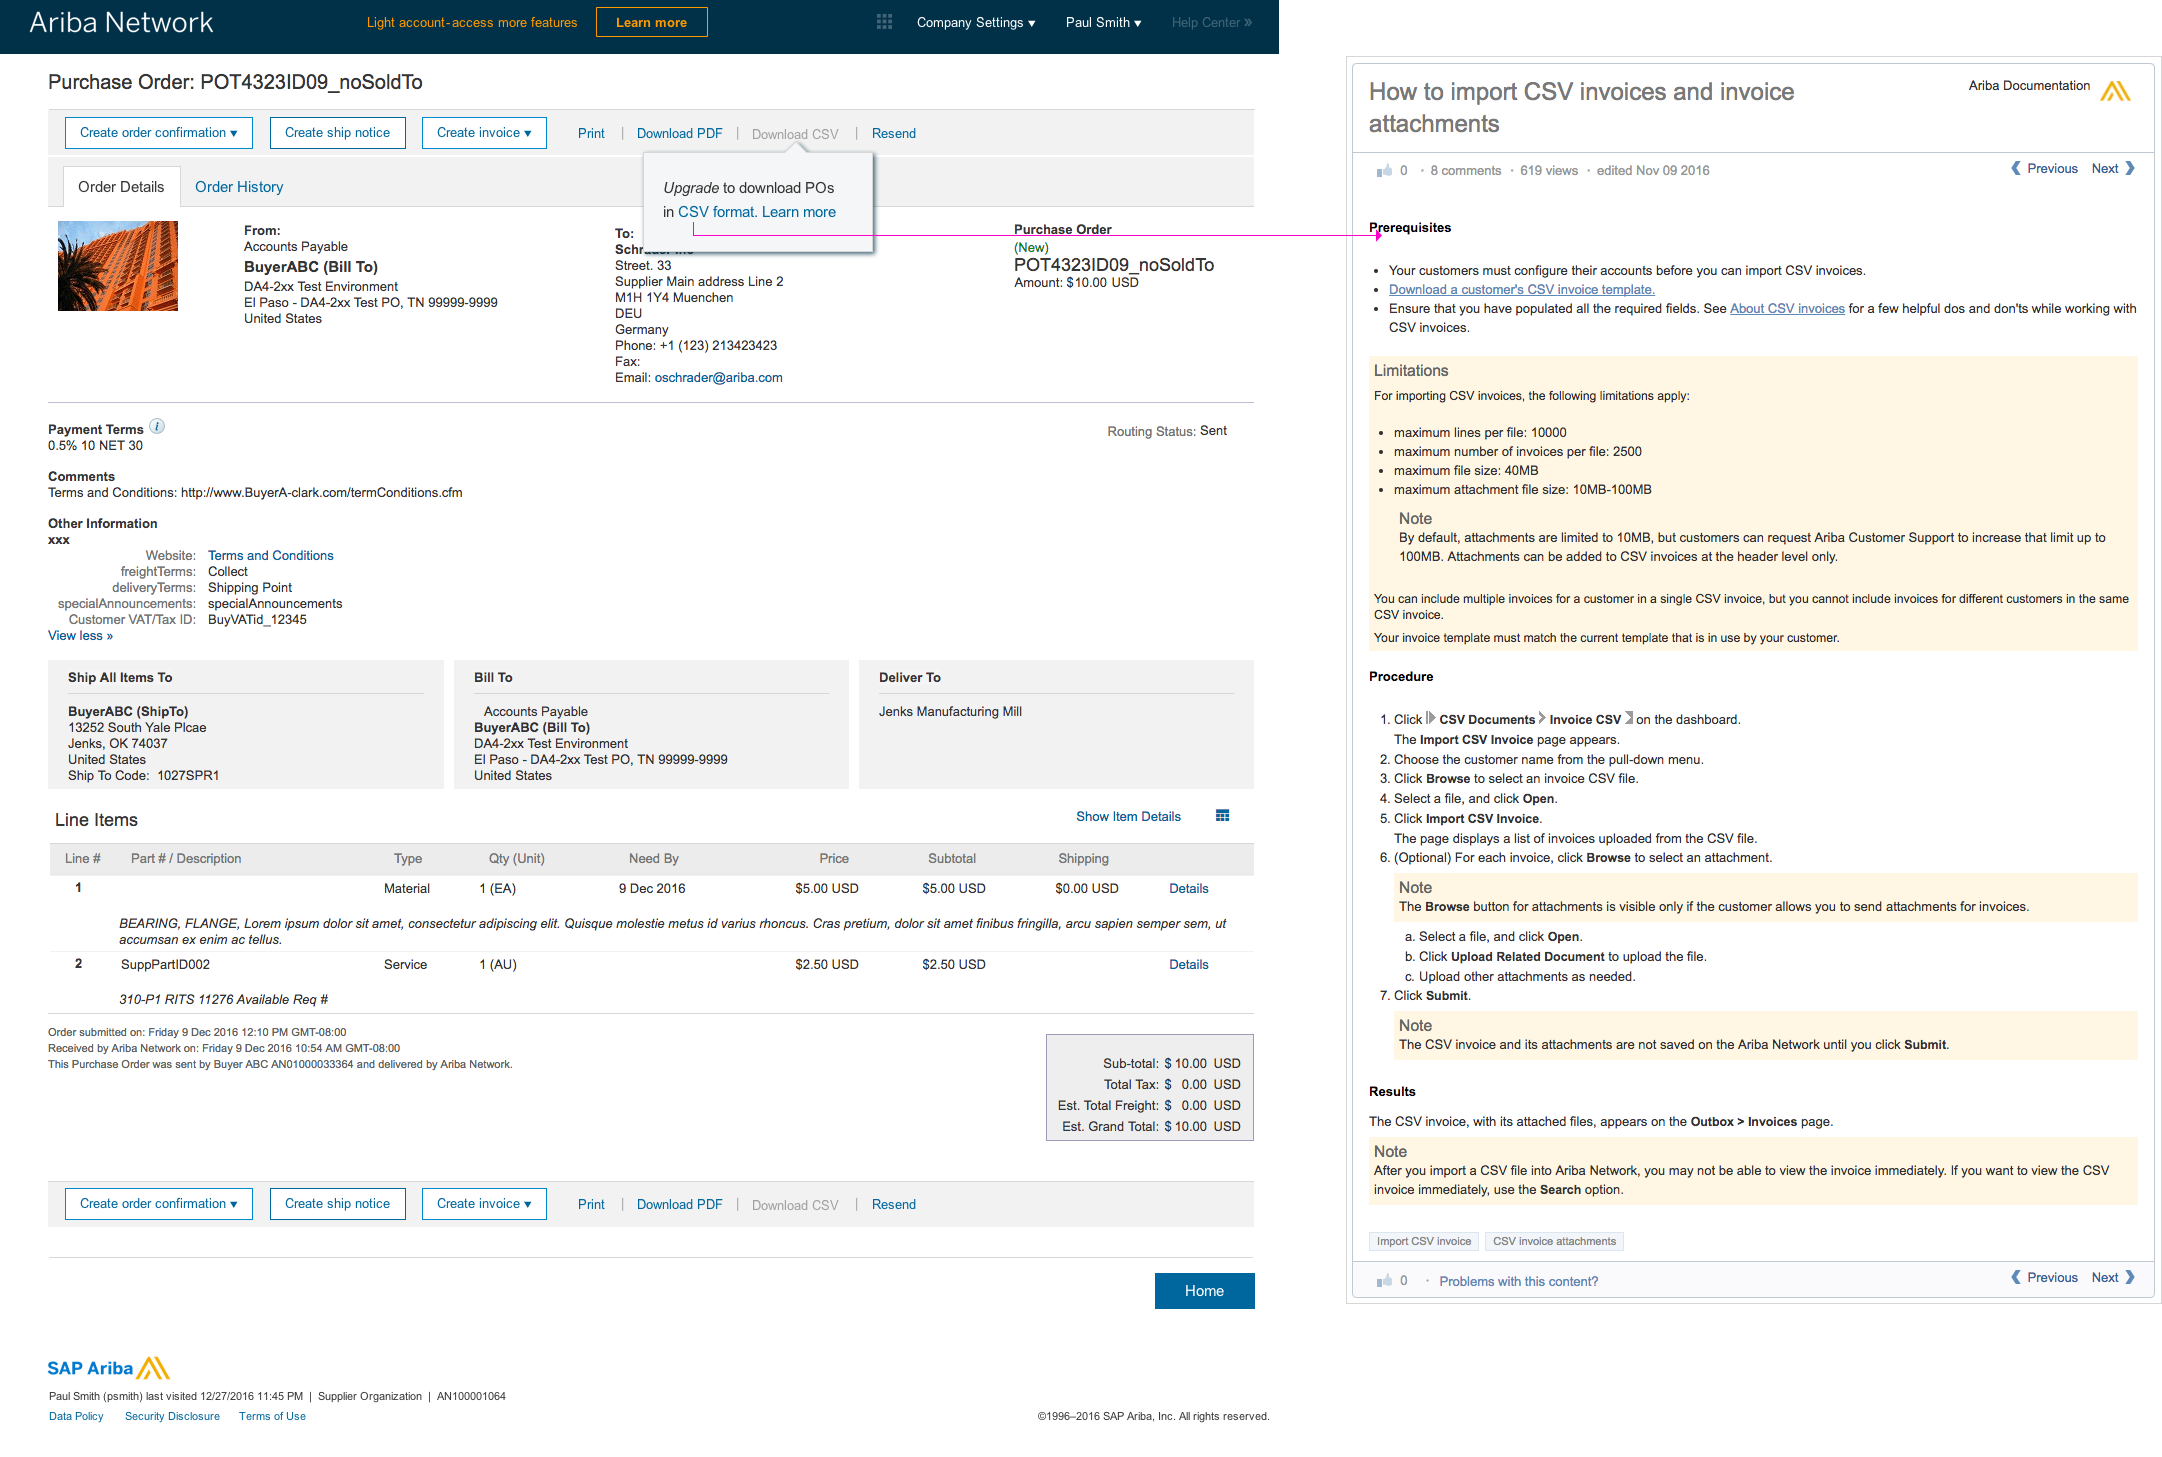 Ariba Network
Light account-access more features
Learn more
Company Settings ▾
Paul Smith ▾
Help Center »
Purchase Order: POT4323ID09_noSoldTo
Create order confirmation ▾
Create ship notice
Create invoice ▾
Print | Download PDF | Download CSV | Resend
Upgrade to download POs
in CSV format. Learn more
Order Details
Order History
From:
Accounts Payable
BuyerABC (Bill To)
DA4-2xx Test Environment
El Paso - DA4-2xx Test PO, TN 99999-9999
United States
To:
Street. 33
Supplier Main address Line 2
M1H 1Y4 Muenchen
DEU
Germany
Phone: +1 (123) 213423423
Fax:
Email: oschrader@ariba.com
Purchase Order
(New)
POT4323ID09_noSoldTo
Amount: $10.00 USD
Payment Terms i
0.5% 10 NET 30
Routing Status: Sent
Comments
Terms and Conditions: http://www.BuyerA-clark.com/termConditions.cfm
Other Information
xxx
Website: Terms and Conditions
freightTerms: Collect
deliveryTerms: Shipping Point
specialAnnouncements: specialAnnouncements
Customer VAT/Tax ID: BuyVATid_12345
View less »
Ship All Items To
BuyerABC (ShipTo)
13252 South Yale Plcae
Jenks, OK 74037
United States
Ship To Code: 1027SPR1
Bill To
Accounts Payable
BuyerABC (Bill To)
DA4-2xx Test Environment
El Paso - DA4-2xx Test PO, TN 99999-9999
United States
Deliver To
Jenks Manufacturing Mill
Line Items
Show Item Details
Line # Part # / Description Type Qty (Unit) Need By Price Subtotal Shipping
1 Material 1 (EA) 9 Dec 2016 $5.00 USD $5.00 USD $0.00 USD Details
BEARING, FLANGE, Lorem ipsum dolor sit amet, consectetur adipiscing elit. Quisque molestie metus id varius rhoncus. Cras pretium, dolor sit amet finibus fringilla, arcu sapien semper sem, ut
accumsan ex enim ac tellus.
2 SuppPartID002 Service 1 (AU) $2.50 USD $2.50 USD Details
310-P1 RITS 11276 Available Req #
Order submitted on: Friday 9 Dec 2016 12:10 PM GMT-08:00
Received by Ariba Network on: Friday 9 Dec 2016 10:54 AM GMT-08:00
This Purchase Order was sent by Buyer ABC AN01000033364 and delivered by Ariba Network.
Sub-total: $ 10.00 USD
Total Tax: $ 0.00 USD
Est. Total Freight: $ 0.00 USD
Est. Grand Total: $ 10.00 USD
Create order confirmation ▾
Create ship notice
Create invoice ▾
Print | Download PDF | Download CSV | Resend
Home
SAP Ariba
Paul Smith (psmith) last visited 12/27/2016 11:45 PM | Supplier Organization | AN100001064
Data Policy Security Disclosure Terms of Use
©1996–2016 SAP Ariba, Inc. All rights reserved.
How to import CSV invoices and invoice
attachments
Ariba Documentation
0 · 8 comments · 619 views · edited Nov 09 2016
Previous Next
Prerequisites
• Your customers must configure their accounts before you can import CSV invoices.
• Download a customer's CSV invoice template.
• Ensure that you have populated all the required fields. See About CSV invoices for a few helpful dos and don'ts while working with
CSV invoices.
Limitations
For importing CSV invoices, the following limitations apply:
• maximum lines per file: 10000
• maximum number of invoices per file: 2500
• maximum file size: 40MB
• maximum attachment file size: 10MB-100MB
Note
By default, attachments are limited to 10MB, but customers can request Ariba Customer Support to increase that limit up to
100MB. Attachments can be added to CSV invoices at the header level only.
You can include multiple invoices for a customer in a single CSV invoice, but you cannot include invoices for different customers in the same
CSV invoice.
Your invoice template must match the current template that is in use by your customer.
Procedure
1. Click CSV Documents > Invoice CSV on the dashboard.
The Import CSV Invoice page appears.
2. Choose the customer name from the pull-down menu.
3. Click Browse to select an invoice CSV file.
4. Select a file, and click Open.
5. Click Import CSV Invoice.
The page displays a list of invoices uploaded from the CSV file.
6. (Optional) For each invoice, click Browse to select an attachment.
Note
The Browse button for attachments is visible only if the customer allows you to send attachments for invoices.
a. Select a file, and click Open.
b. Click Upload Related Document to upload the file.
c. Upload other attachments as needed.
7. Click Submit.
Note
The CSV invoice and its attachments are not saved on the Ariba Network until you click Submit.
Results
The CSV invoice, with its attached files, appears on the Outbox > Invoices page.
Note
After you import a CSV file into Ariba Network, you may not be able to view the invoice immediately. If you want to view the CSV
invoice immediately, use the Search option.
Import CSV invoice
CSV invoice attachments
0 · Problems with this content?
Previous Next